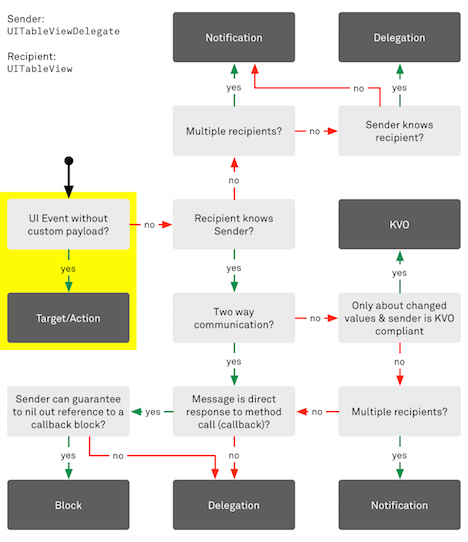 Sender:
UITableViewDelegate
Recipient:
UITableView
Notification
Delegation
yes
no
yes
Multiple recipients?
no
Sender knows
recipient?
no
UI Event without
custom payload?
no
Recipient knows
Sender?
KVO
yes
yes
yes
Target/Action
Two way
communication?
no
Only about changed
values & sender is KVO
compliant
yes
no
Sender can guarantee
to nil out reference to a
callback block?
yes
Message is direct
response to method
call (callback)?
no
Multiple recipients?
yes
no
no
yes
Block
Delegation
Notification